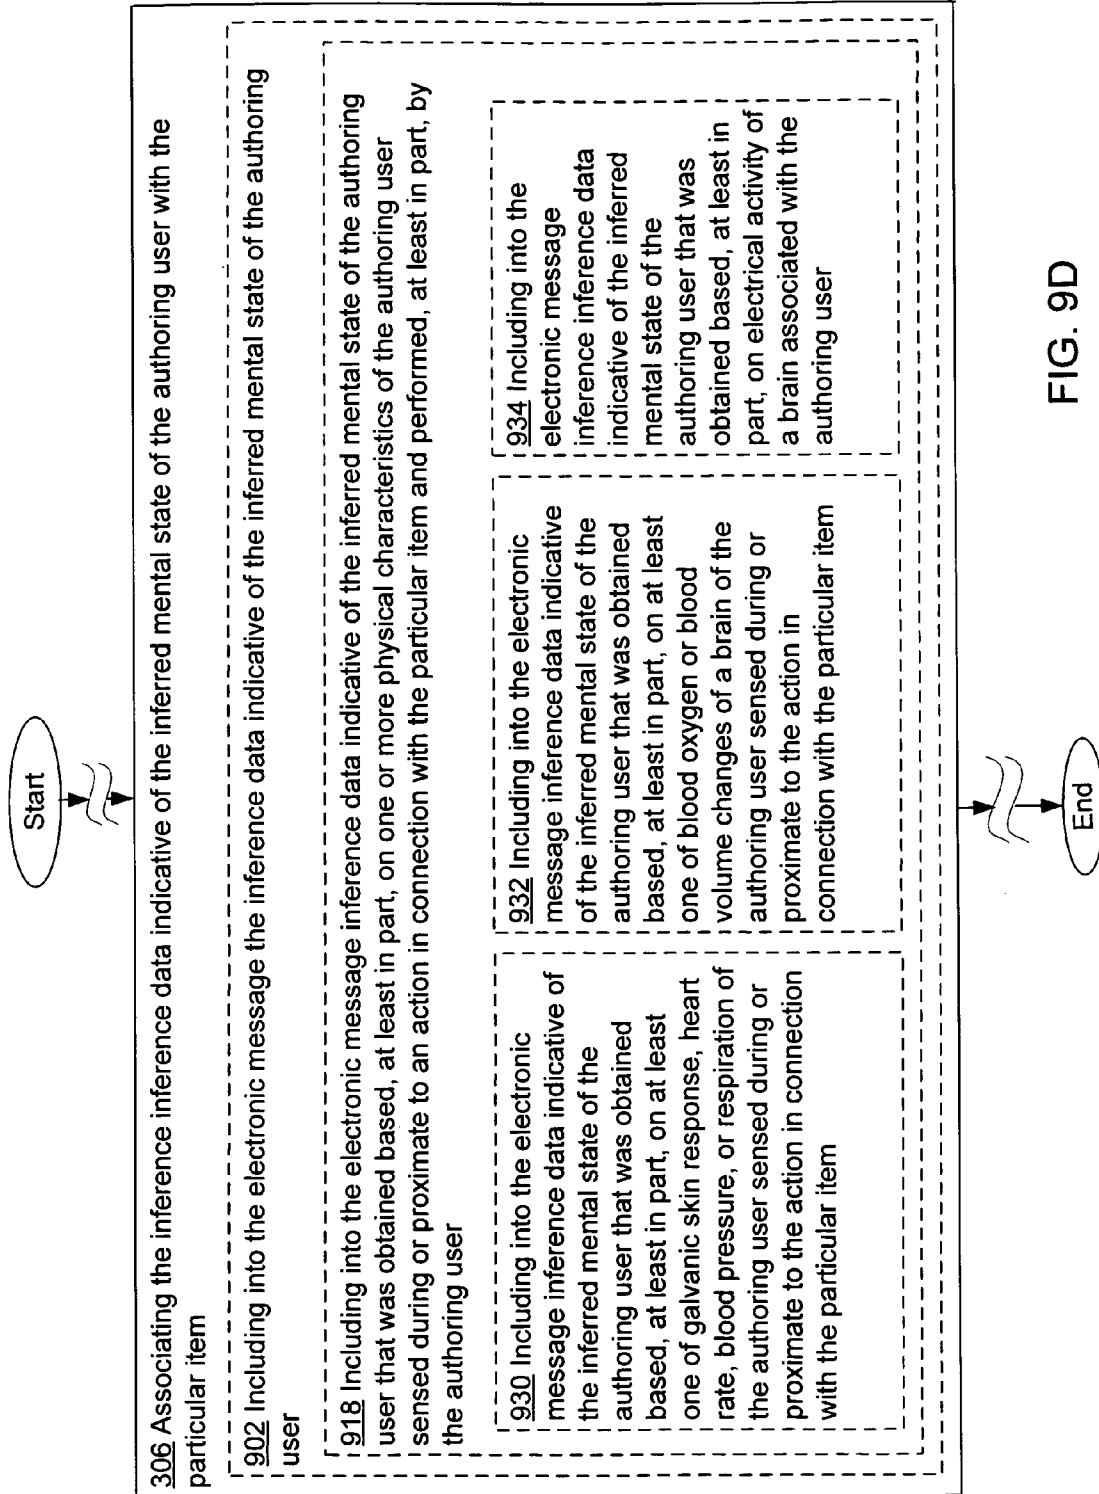 Start
306 Associating the inference inference data indicative of the inferred mental state of the authoring user with the
particular item
902 Including into the electronic message the inference data indicative of the inferred mental state of the authoring
user
918 Including into the electronic message inference data indicative of the inferred mental state of the authoring
user that was obtained based, at least in part, on one or more physical characteristics of the authoring user
sensed during or proximate to an action in connection with the particular item and performed, at least in part, by
the authoring user
930 Including into the electronic
message inference data indicative of
the inferred mental state of the
authoring user that was obtained
based, at least in part, on at least
one of galvanic skin response, heart
rate, blood pressure, or respiration of
the authoring user sensed during or
proximate to the action in connection
with the particular item
932 Including into the electronic
message inference data indicative
of the inferred mental state of the
authoring user that was obtained
based, at least in part, on at least
one of blood oxygen or blood
volume changes of a brain of the
authoring user sensed during or
proximate to the action in
connection with the particular item
934 Including into the
electronic message
inference inference data
indicative of the inferred
mental state of the
authoring user that was
obtained based, at least in
part, on electrical activity of
a brain associated with the
authoring user
End
FIG. 9D